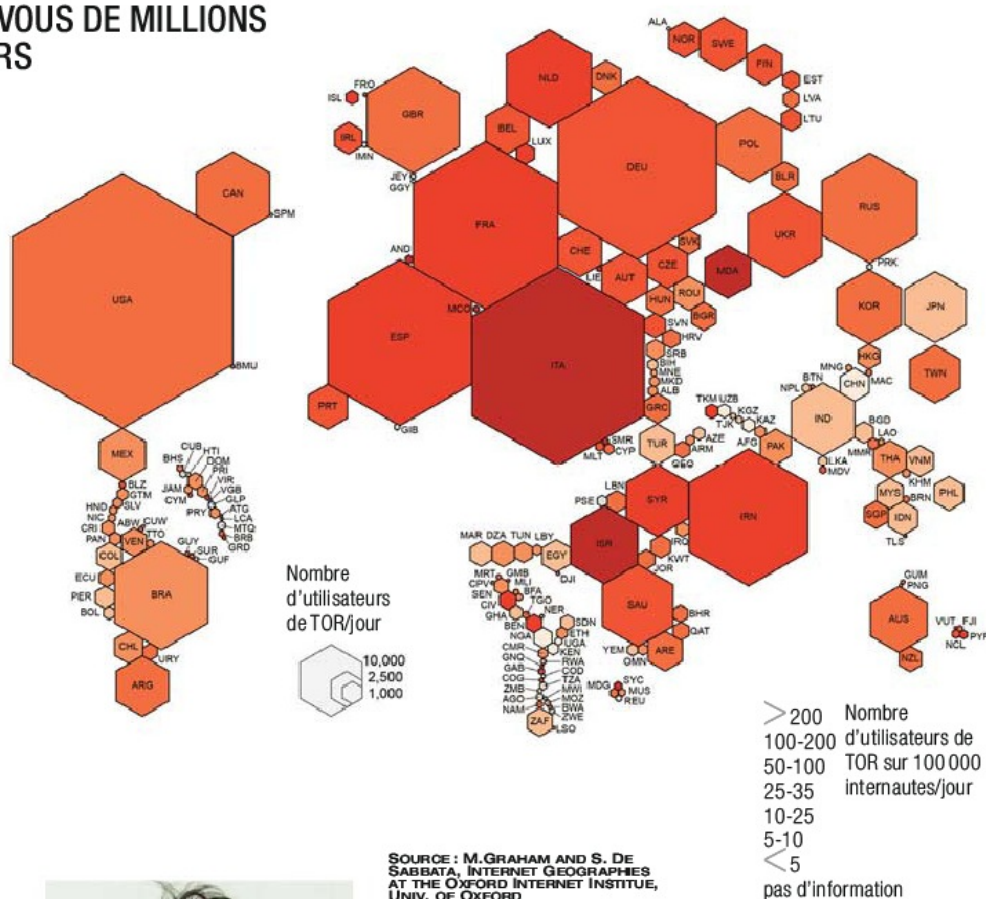 VOUS DE MILLIONS
RS
ALA
NOR
SWE
FIN
EST
LVA
LTU
NLD
DNK
FRO
ISL
GBR
IRL
IMN
BEL
LUX
DEU
POL
BLR
JEY
GGY
CAN
SPM
FRA
RUS
UKR
AND
CHE
LIE
AUT
CZE
SVK
MDA
PRK
USA
HUN
ROU
BGR
KOR
JPN
MCO
ESP
ITA
SVN
HRV
SRB
BIH
MNE
MKD
ALB
GRC
BMU
HKG
MNG
MAC
TWN
BTN
NPL
CHN
PRT
GIB
TKM
UZB
TJK
KGZ
KAZ
AFG
PAK
IND
BGD
LAO
MMR
THA
VNM
KHM
LKA
MDV
SMR
MLT
CYP
TUR
AZE
ARM
GEO
MEX
CUB
BHS
HTI
DOM
PRI
VIR
VGB
GLP
ATG
LCA
MTQ
BRB
GRD
JAM
CYM
PRY
BLZ
GTM
SLV
HND
NIC
CRI
PAN
ABW
CUW
TTO
VEN
COL
GUY
SUR
GUF
ECU
PER
BOL
BRA
CHL
URY
ARG
LBN
PSE
SYR
IRN
ISR
IRQ
KWT
JOR
MYS
BRN
PHL
SGP
IDN
TLS
MAR
DZA
TUN
LBY
EGY
DJI
MRT
GMB
CPV
MLI
SEN
BFA
CIV
TGO
GHA
NER
BEN
NGA
SDN
ETH
UGA
CMR
KEN
GNQ
RWA
GAB
COD
COG
TZA
ZMB
MWI
AGO
MOZ
NAM
BWA
ZWE
ZAF
LSO
SAU
BHR
QAT
YEM
OMN
ARE
MDG
SYC
MUS
REU
GUM
PNG
AUS
VUT
FJI
PYF
NCL
NZL
Nombre
d'utilisateurs
de TOR/jour
10,000
2,500
1,000
> 200
100-200
50-100
25-35
10-25
5-10
< 5
pas d'information
Nombre
d'utilisateurs de
TOR sur 100 000
internautes/jour
SOURCE : M.GRAHAM AND S. DE
SABBATA, INTERNET GEOGRAPHIES
AT THE OXFORD INTERNET INSTITUE,
UNIV. OF OXFORD